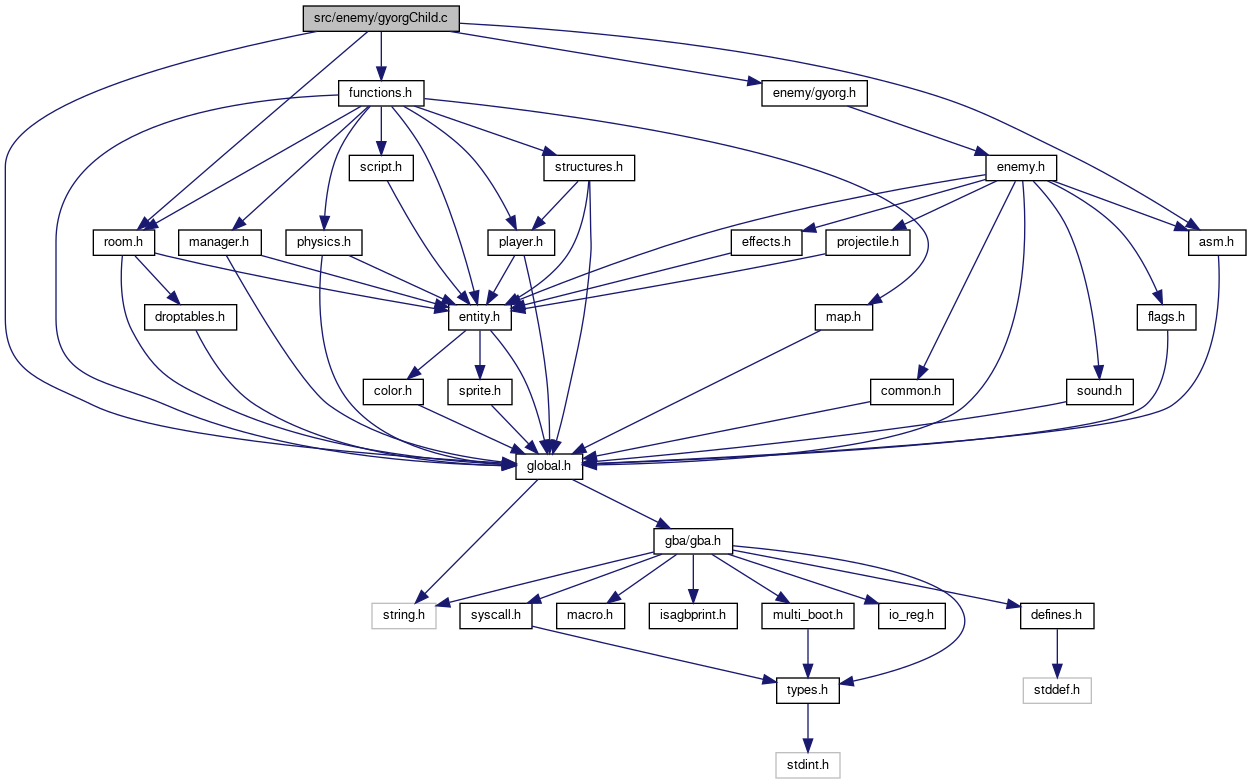 src/enemy/gyorgChild.c
functions.h
enemy/gyorg.h
script.h
structures.h
enemy.h
room.h
manager.h
physics.h
player.h
effects.h
projectile.h
asm.h
droptables.h
entity.h
map.h
flags.h
color.h
sprite.h
common.h
sound.h
global.h
gba/gba.h
string.h
syscall.h
macro.h
isagbprint.h
multi_boot.h
io_reg.h
defines.h
types.h
stddef.h
stdint.h